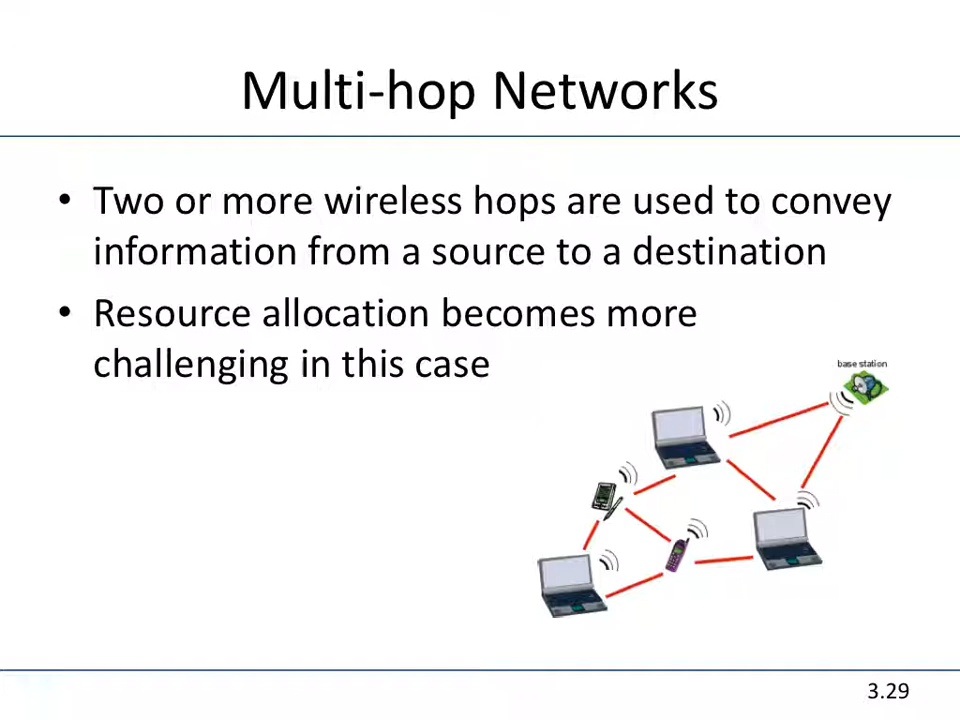 Multi-hop Networks
• Two or more wireless hops are used to convey
information from a source to a destination
• Resource allocation becomes more
challenging in this case
base station
3.29